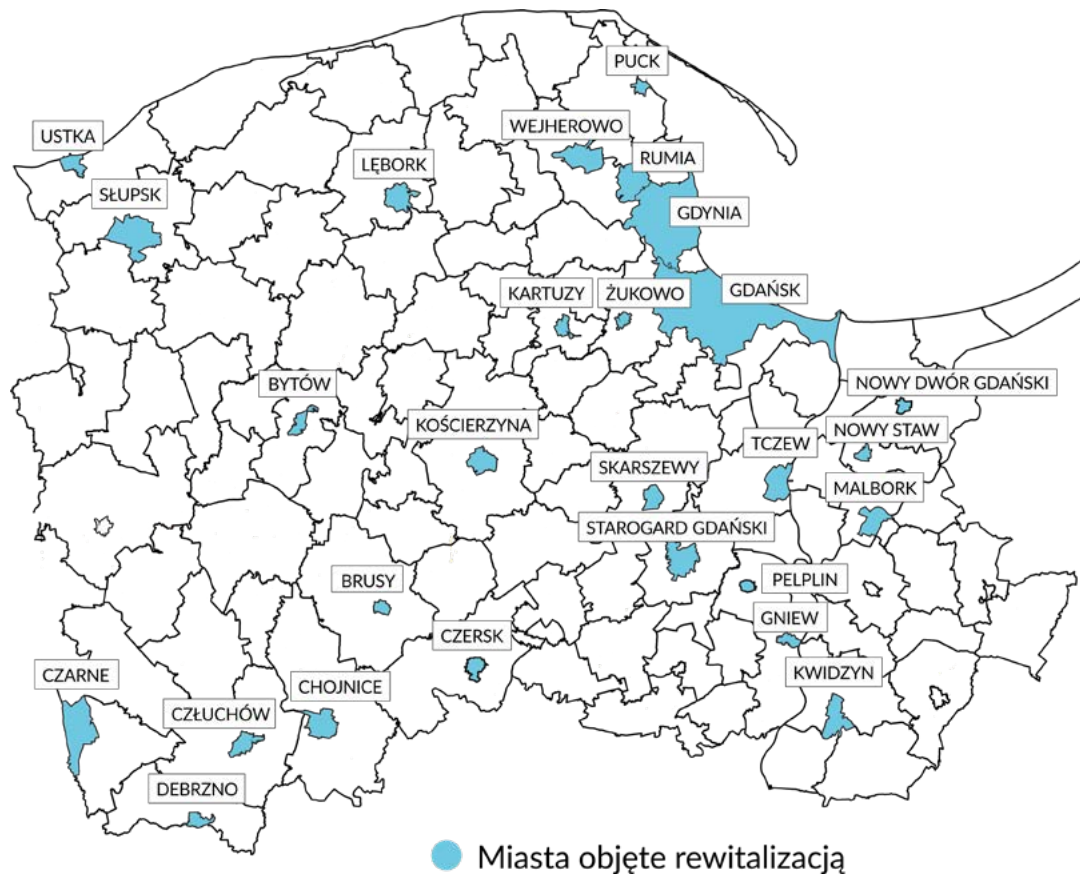 PUCK
WEJHEROWO
USTKA
LĘBORK
RUMIA
SŁUPSK
GDYNIA
KARTUZY
ŻUKOWO
GDAŃSK
BYTÓW
NOWY DWÓR GDAŃSKI
KOŚCIERZYNA
NOWY STAW
TCZEW
SKARSZEWY
MALBORK
STAROGARD GDAŃSKI
BRUSY
PELPLIN
GNIEW
CZERSK
CZARNE
CHOJNICE
KWIDZYN
CZŁUCHÓW
DEBRZNO
Miasta objęte rewitalizacją